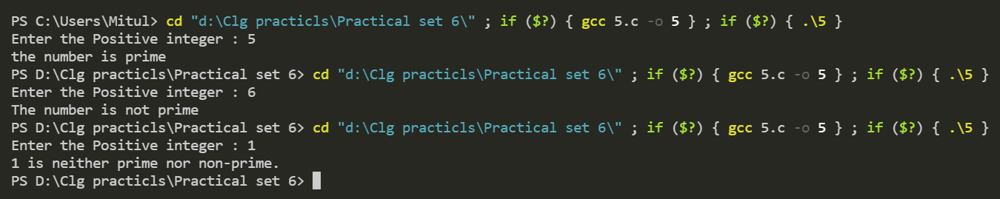 PS C:\Users\Mitul> cd "d:\Clg practicls\Practical set 6\" ; if ($?) { gcc 5.c -o 5 } ; if ($?) { .\5 }
Enter the Positive integer : 5
the number is prime
PS D:\Clg practicls\Practical set 6> cd "d:\Clg practicls\Practical set 6\" ; if ($?) { gcc 5.c -o 5 } ; if ($?) { .\5 }
Enter the Positive integer : 6
The number is not prime
PS D:\Clg practicls\Practical set 6> cd "d:\Clg practicls\Practical set 6\" ; if ($?) { gcc 5.c -o 5 } ; if ($?) { .\5 }
Enter the Positive integer : 1
1 is neither prime nor non-prime.
PS D:\Clg practicls\Practical set 6>